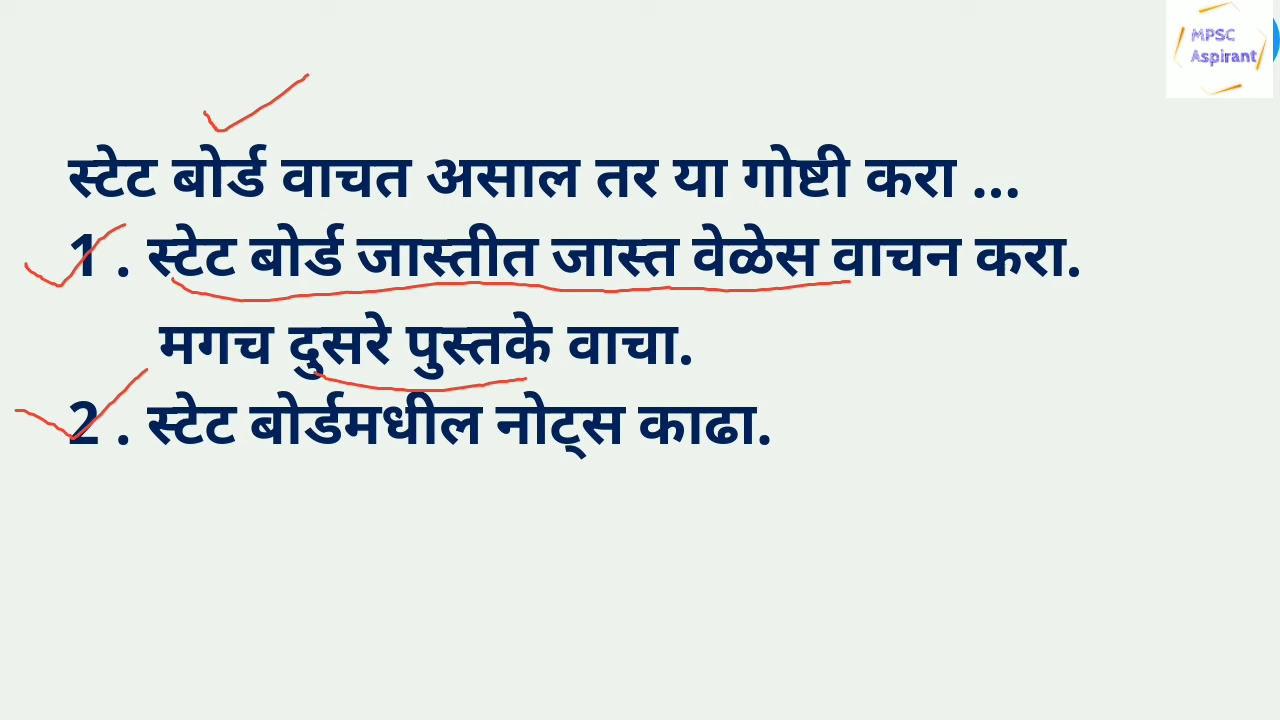 MPSC
Aspirant
स्टेट बोर्ड वाचत असाल तर या गोष्टी करा ...
1 . स्टेट बोर्ड जास्तीत जास्त वेळेस वाचन करा.
मगच दुसरे पुस्तके वाचा.
2 . स्टेट बोर्डमधील नोट्स काढा.